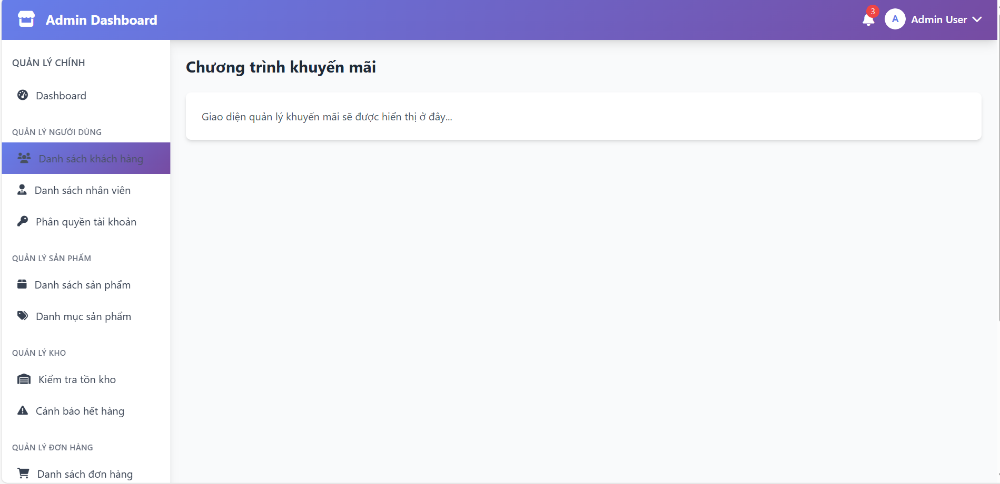 Admin Dashboard
3
A
Admin User
QUẢN LÝ CHÍNH
Dashboard
QUẢN LÝ NGƯỜI DÙNG
Danh sách khách hàng
Danh sách nhân viên
Phân quyền tài khoản
QUẢN LÝ SẢN PHẨM
Danh sách sản phẩm
Danh mục sản phẩm
QUẢN LÝ KHO
Kiểm tra tồn kho
Cảnh báo hết hàng
QUẢN LÝ ĐƠN HÀNG
Danh sách đơn hàng
Chương trình khuyến mãi
Giao diện quản lý khuyến mãi sẽ được hiển thị ở đây...